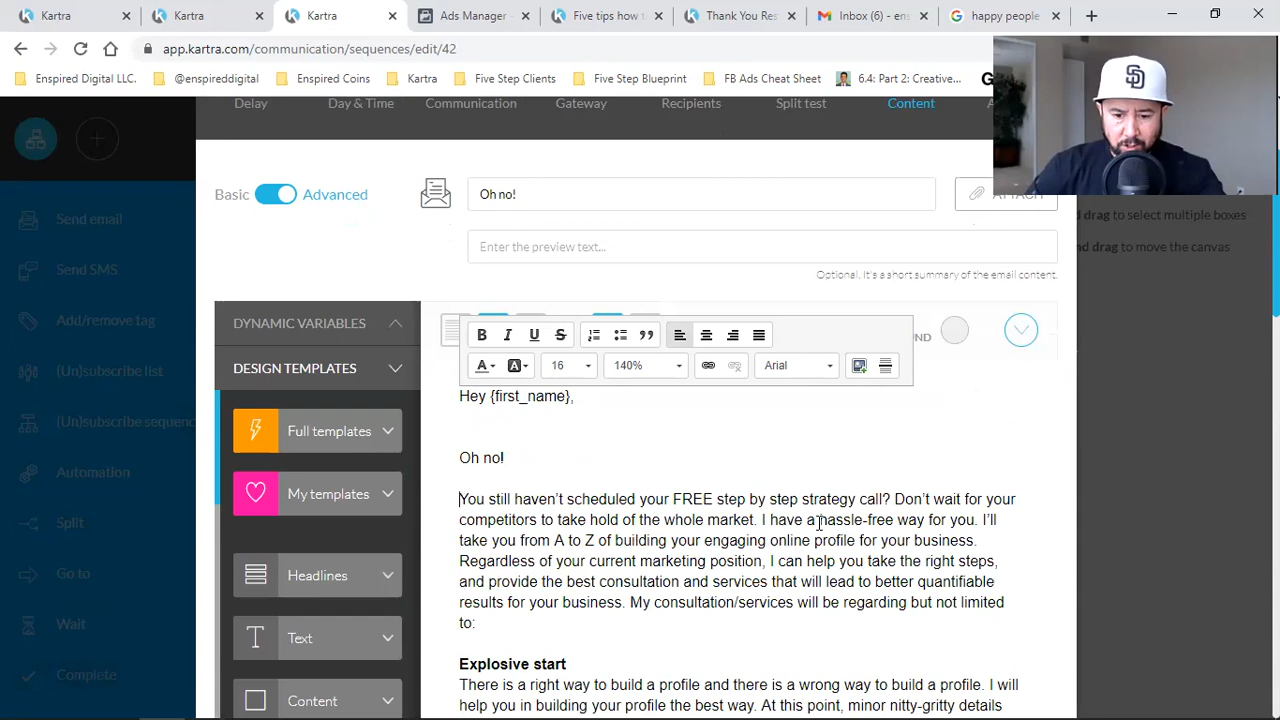 Kartra
Kartra
Kartra
Ads Manager -
Five tips how
Thank You Res
Inbox (6) - ens
happy people
app.kartra.com/communication/sequences/edit/42
Enspired Digital LLC.
@enspireddigital
Enspired Coins
Kart
Five Step Clients
Five Step Blueprint
FB Ads Cheat Sheet
6.4: Part 2: Creative...
G
Delay
Day & Time
Communication
Gateway
Recipients
Split test
Content
A
Basic
Advanced
Oh no!
ATTACH
Enter the preview text...
Optional. It's a short summary of the email content.
d drag to select multiple boxes
nd drag to move the canvas
Send email
Send SMS
Add/remove tag
(Un)subscribe list
(Un)subscribe sequenc
Automation
Split
Go to
Wait
Complete
DYNAMIC VARIABLES
DESIGN TEMPLATES
Full templates
My templates
Headlines
Text
Content
B I U S
A A 16 140% Arial
ND
Hey {first_name},
Oh no!
You still haven't scheduled your FREE step by step strategy call? Don't wait for your
competitors to take hold of the whole market. I have a hassle-free way for you. I'll
take you from A to Z of building your engaging online profile for your business.
Regardless of your current marketing position, I can help you take the right steps,
and provide the best consultation and services that will lead to better quantifiable
results for your business. My consultation/services will be regarding but not limited
to:
Explosive start
There is a right way to build a profile and there is a wrong way to build a profile. I will
help you in building your profile the best way. At this point, minor nitty-gritty details